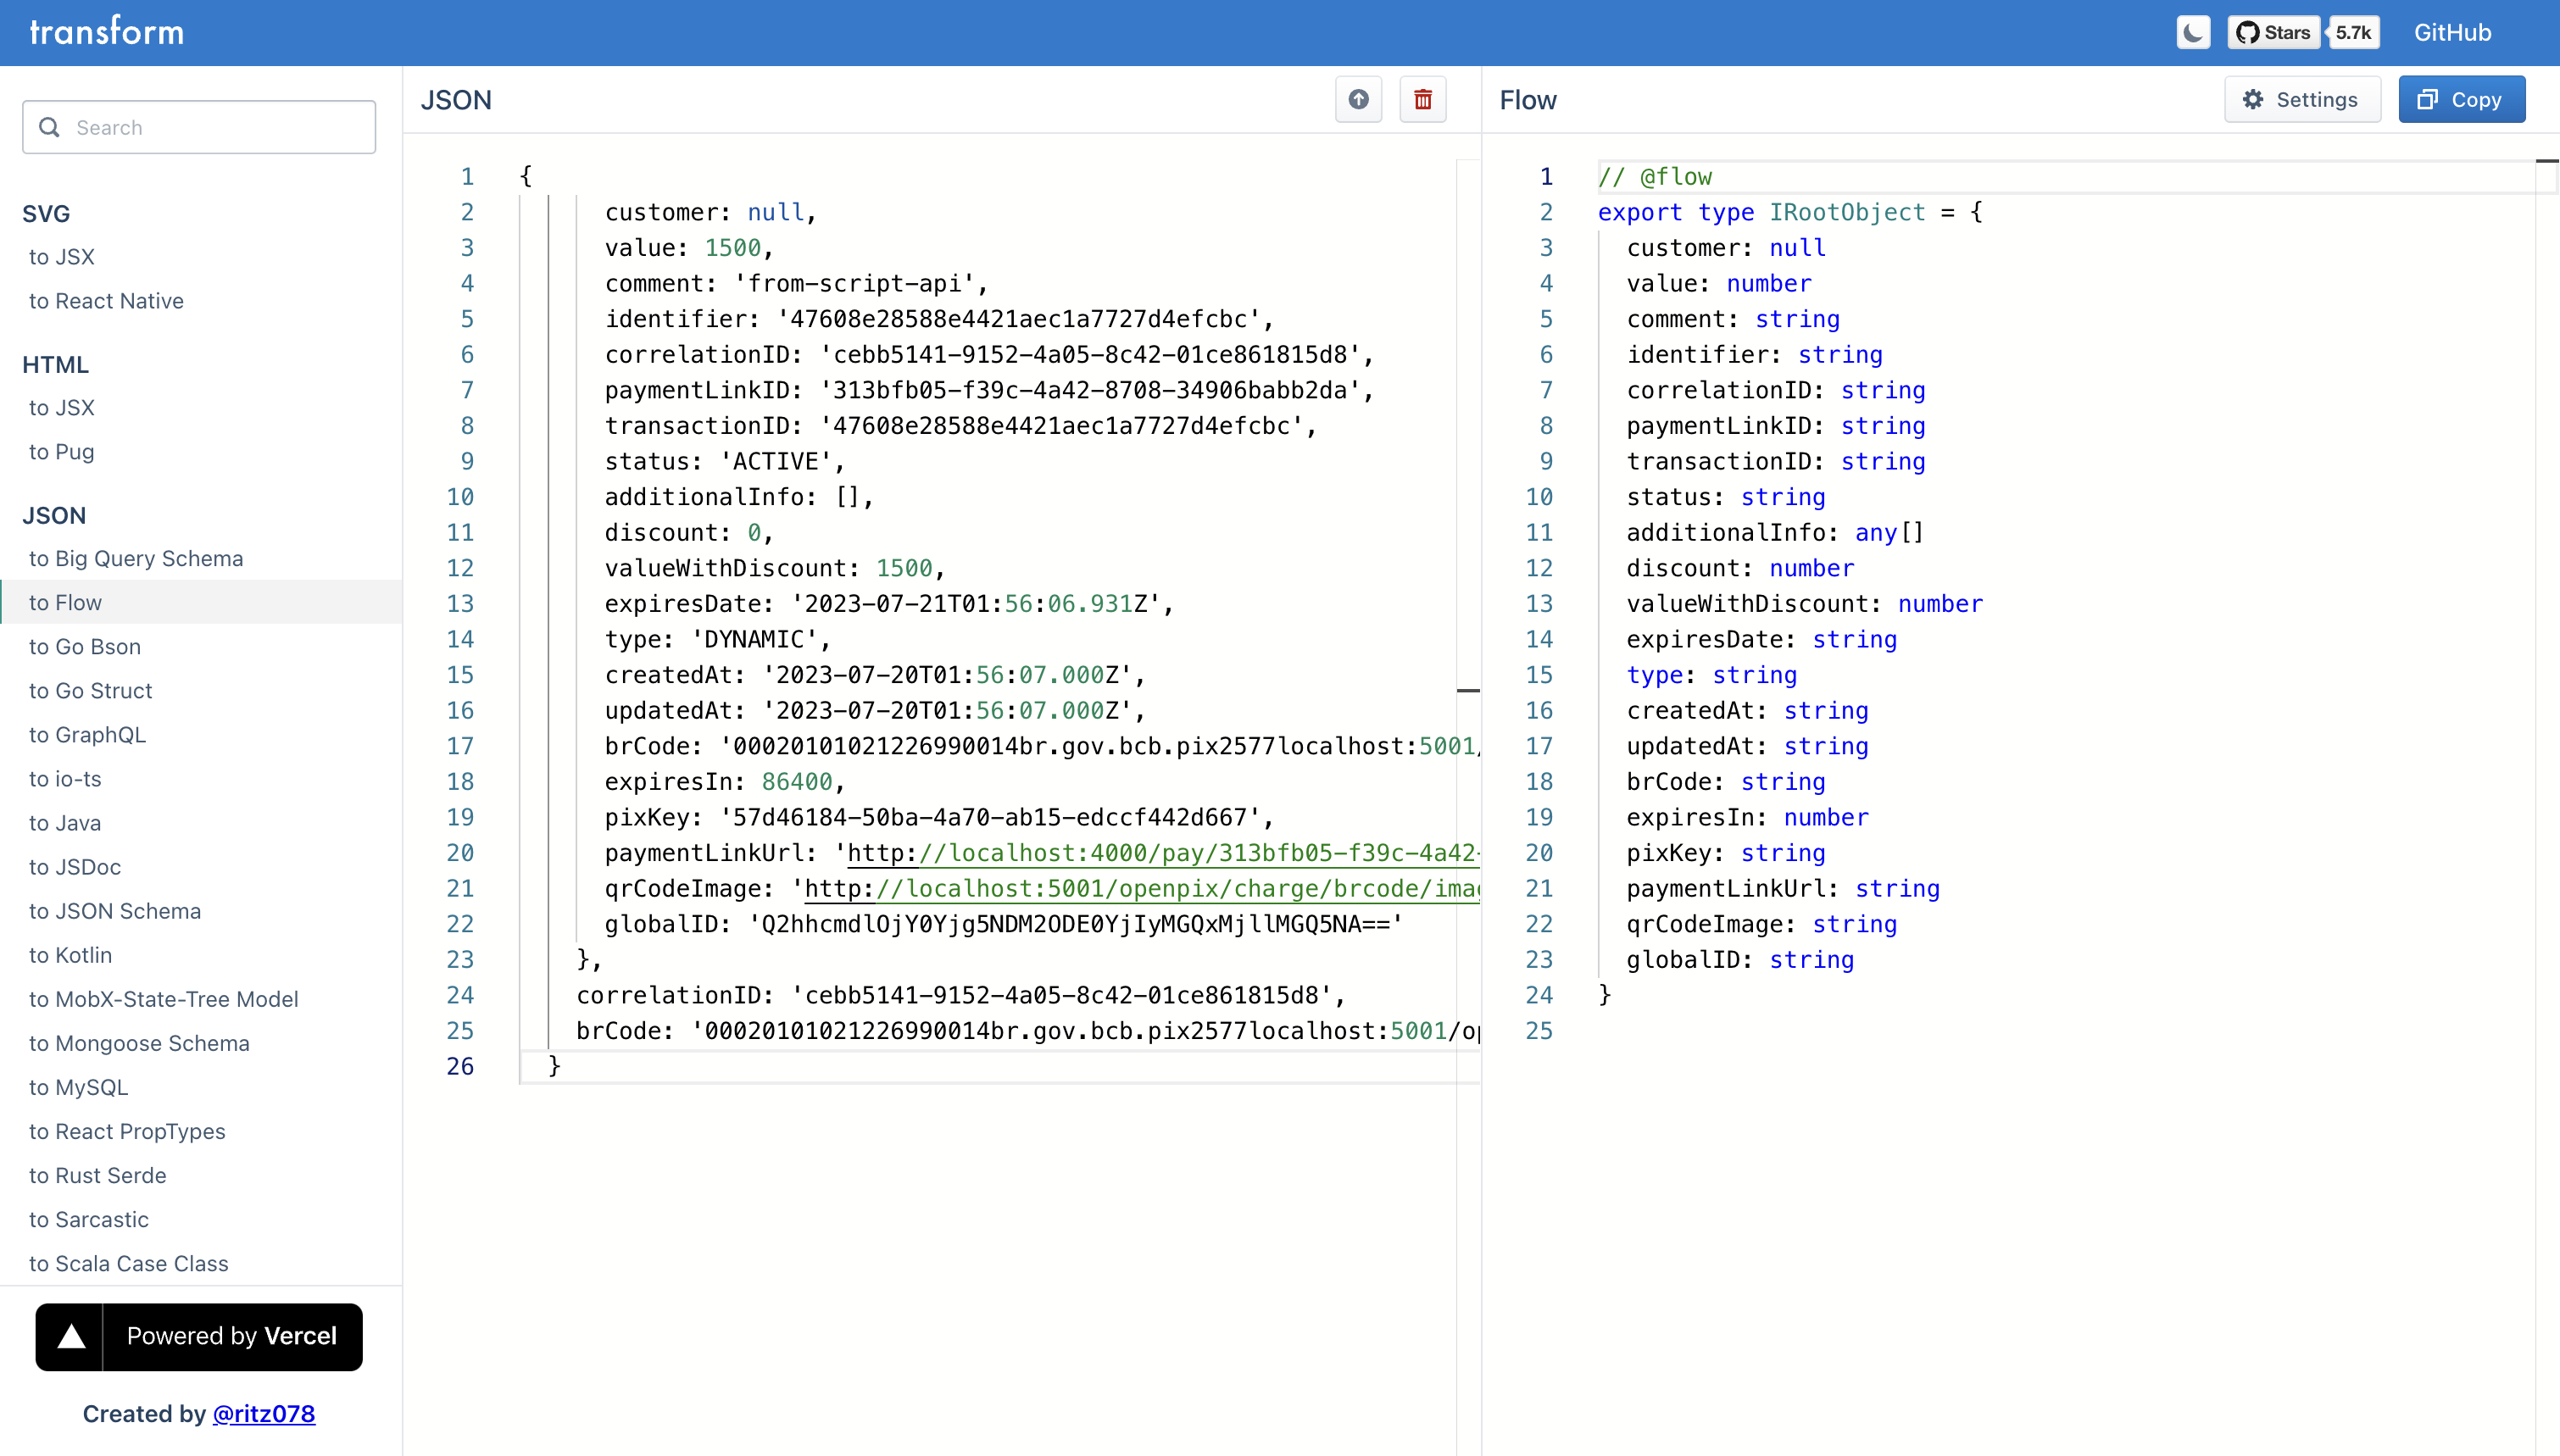 transform
Stars 5.7k GitHub
Search
SVG
to JSX
to React Native
HTML
to JSX
to Pug
JSON
to Big Query Schema
to Flow
to Go Bson
to Go Struct
to GraphQL
to io-ts
to Java
to JSDoc
to JSON Schema
to Kotlin
to MobX-State-Tree Model
to Mongoose Schema
to MySQL
to React PropTypes
to Rust Serde
to Sarcastic
to Scala Case Class
Powered by Vercel
Created by @ritz078
JSON
1 {
2 customer: null,
3 value: 1500,
4 comment: 'from-script-api',
5 identifier: '47608e28588e4421aec1a7727d4efcbc',
6 correlationID: 'cebb5141-9152-4a05-8c42-01ce861815d8',
7 paymentLinkID: '313bfb05-f39c-4a42-8708-34906babb2da',
8 transactionID: '47608e28588e4421aec1a7727d4efcbc',
9 status: 'ACTIVE',
10 additionalInfo: [],
11 discount: 0,
12 valueWithDiscount: 1500,
13 expiresDate: '2023-07-21T01:56:06.931Z',
14 type: 'DYNAMIC',
15 createdAt: '2023-07-20T01:56:07.000Z',
16 updatedAt: '2023-07-20T01:56:07.000Z',
17 brCode: '00020101021226990014br.gov.bcb.pix2577localhost:5001/
18 expiresIn: 86400,
19 pixKey: '57d46184-50ba-4a70-ab15-edccf442d667',
20 paymentLinkUrl: 'http://localhost:4000/pay/313bfb05-f39c-4a42-
21 qrCodeImage: 'http://localhost:5001/openpix/charge/brcode/imag
22 globalID: 'Q2hhcmdlOjY0Yjg5NDM2ODE0YjIyMGQxMjllMGQ5NA=='
23 },
24 correlationID: 'cebb5141-9152-4a05-8c42-01ce861815d8',
25 brCode: '00020101021226990014br.gov.bcb.pix2577localhost:5001/op
26 }
Flow
Settings
Copy
1 // @flow
2 export type IRootObject = {
3 customer: null
4 value: number
5 comment: string
6 identifier: string
7 correlationID: string
8 paymentLinkID: string
9 transactionID: string
10 status: string
11 additionalInfo: any[]
12 discount: number
13 valueWithDiscount: number
14 expiresDate: string
15 type: string
16 createdAt: string
17 updatedAt: string
18 brCode: string
19 expiresIn: number
20 pixKey: string
21 paymentLinkUrl: string
22 qrCodeImage: string
23 globalID: string
24 }
25